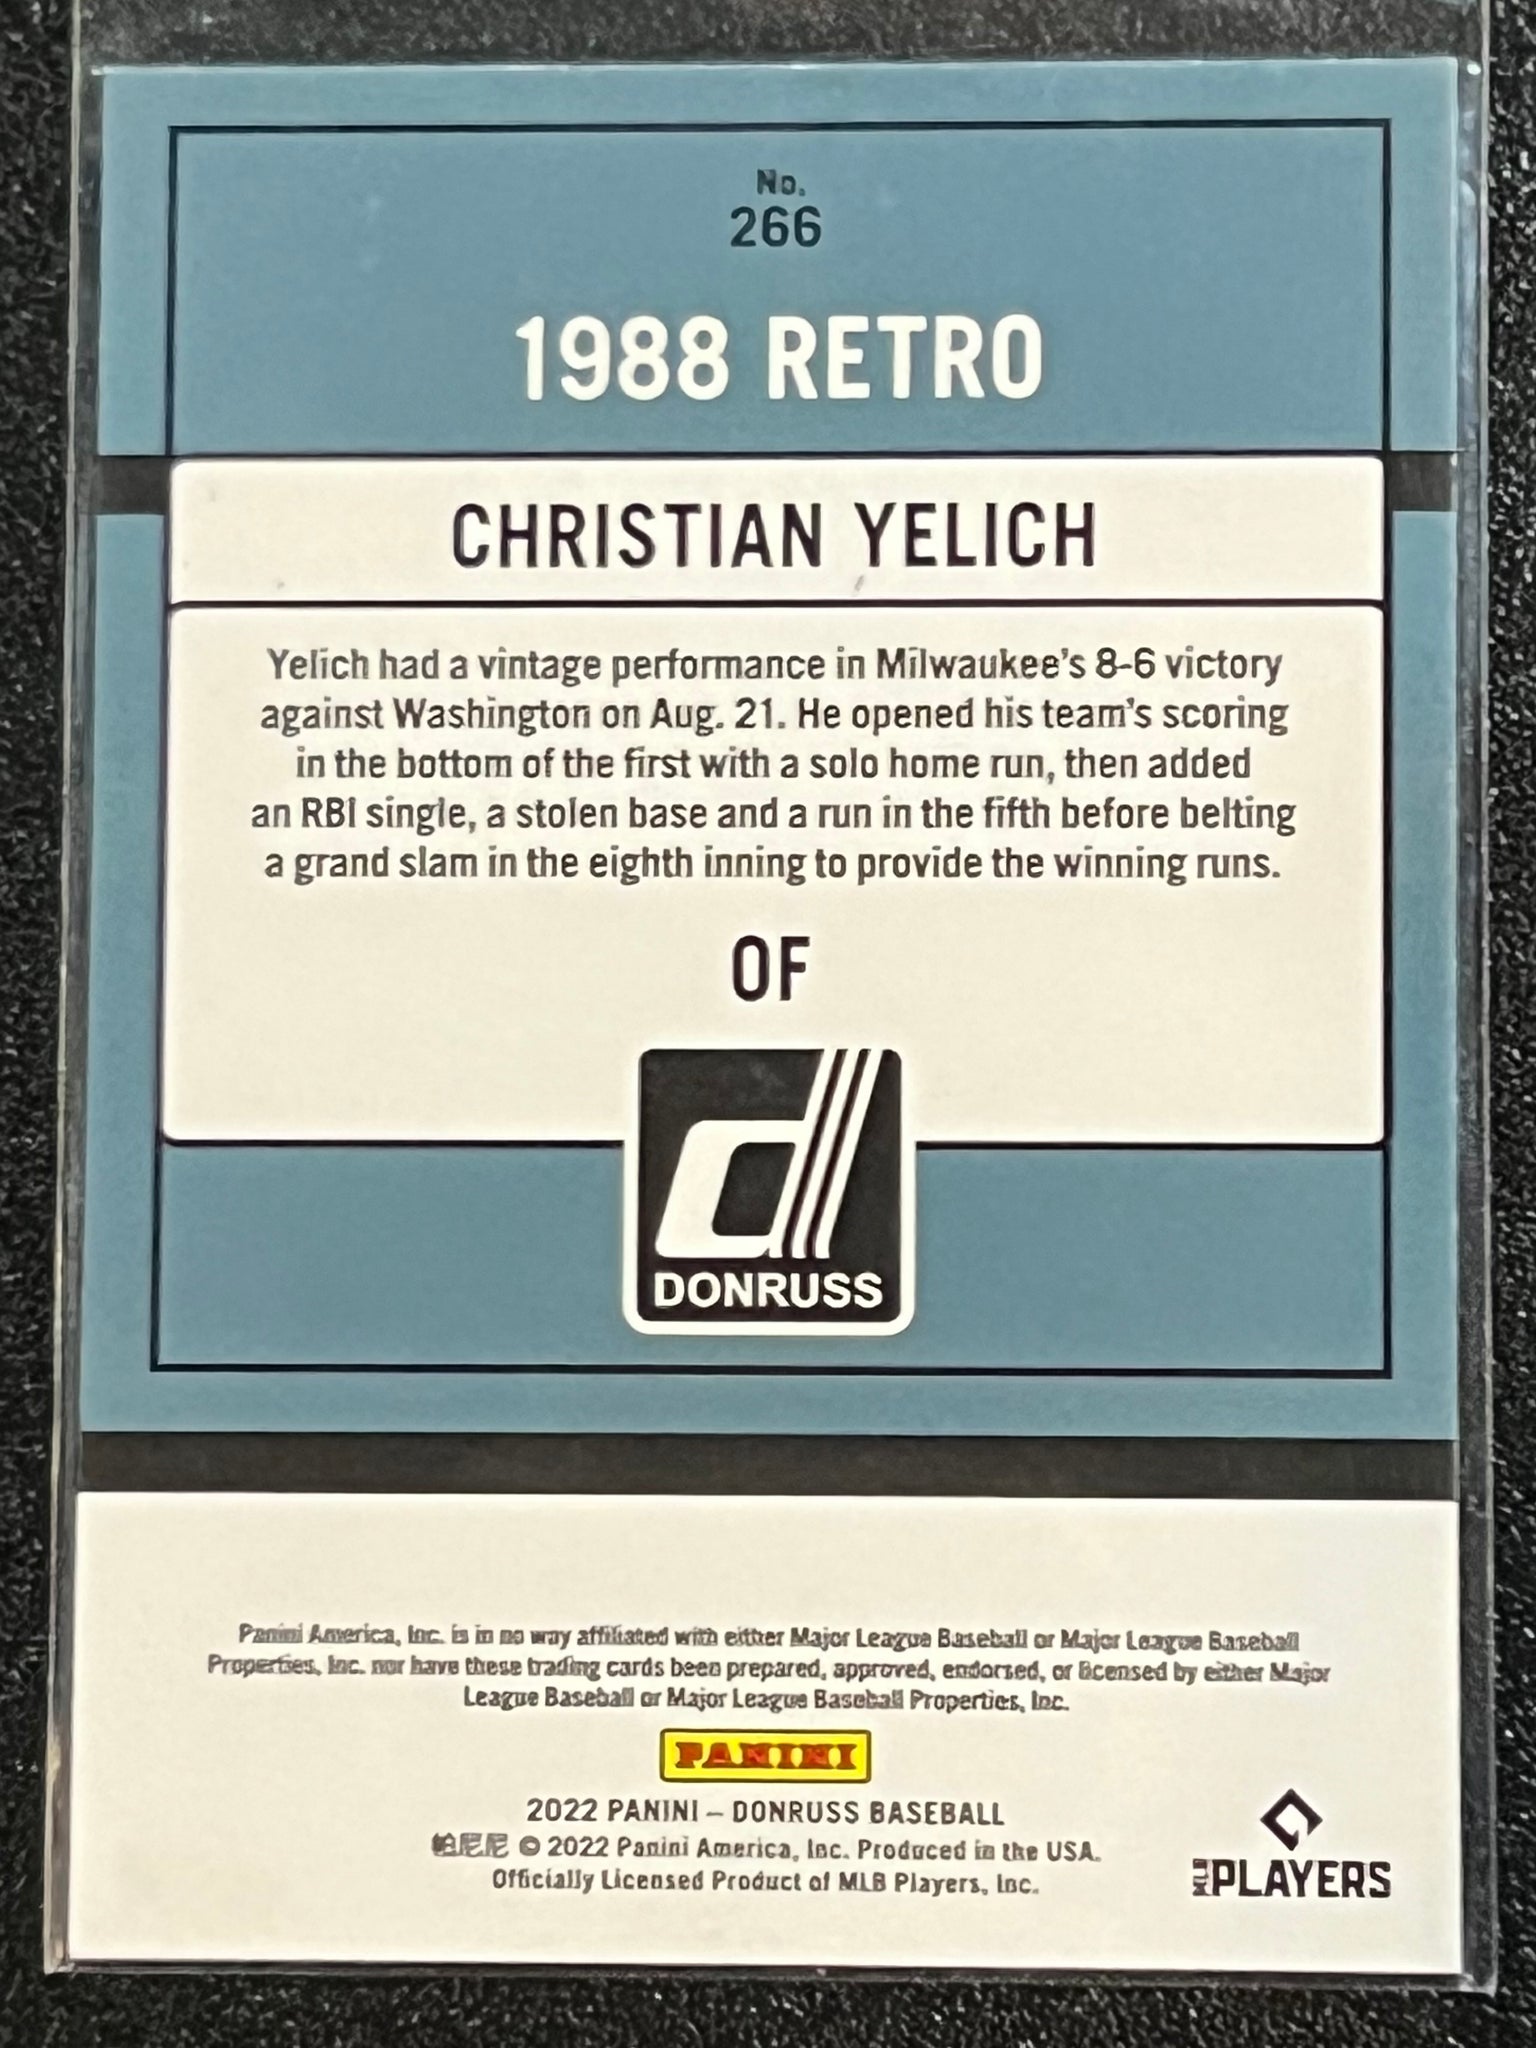 No.
266
1988 RETRO
CHRISTIAN YELICH
Yelich had a vintage performance in Milwaukee's 8-6 victory
against Washington on Aug. 21. He opened his team's scoring
in the bottom of the first with a solo home run, then added
an RBI single, a stolen base and a run in the fifth before belting
a grand slam in the eighth inning to provide the winning runs.
OF
DONRUSS
Panini America, Inc. is in no way affiliated with either Major League Baseball or Major League Baseball
Properties, Inc. nor have these trading cards been prepared, approved, endorsed, or licensed by either Major
League Baseball or Major League Baseball Properties, Inc.
PANINI
2022 PANINI – DONRUSS BASEBALL
帕尼尼 © 2022 Panini America, Inc. Produced in the USA.
Officially Licensed Product of MLB Players, Inc.
MLB PLAYERS